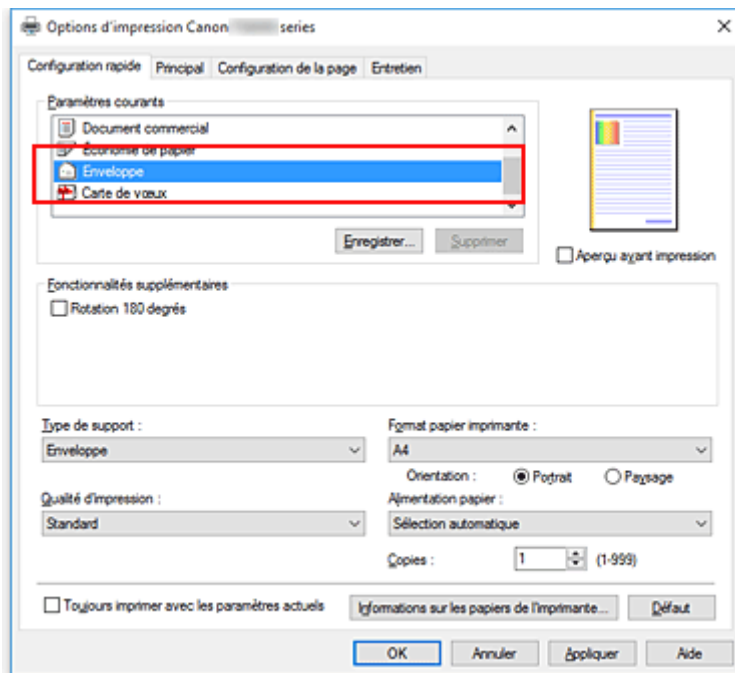 Options d'impression Canon series
Configuration rapide Principal Configuration de la page Entretien
Paramètres courants
Document commercial
Économie de papier
Enveloppe
Carte de vœux
Enregistrer... Supprimer
Aperçu avant impression
Fonctionnalités supplémentaires
Rotation 180 degrés
Type de support : Format papier imprimante :
Enveloppe A4
Orientation : Portrait Paysage
Qualité d'impression : Alimentation papier :
Standard Sélection automatique
Copies : 1 (1-999)
Toujours imprimer avec les paramètres actuels Informations sur les papiers de l'imprimante... Défaut
OK Annuler Appliquer Aide